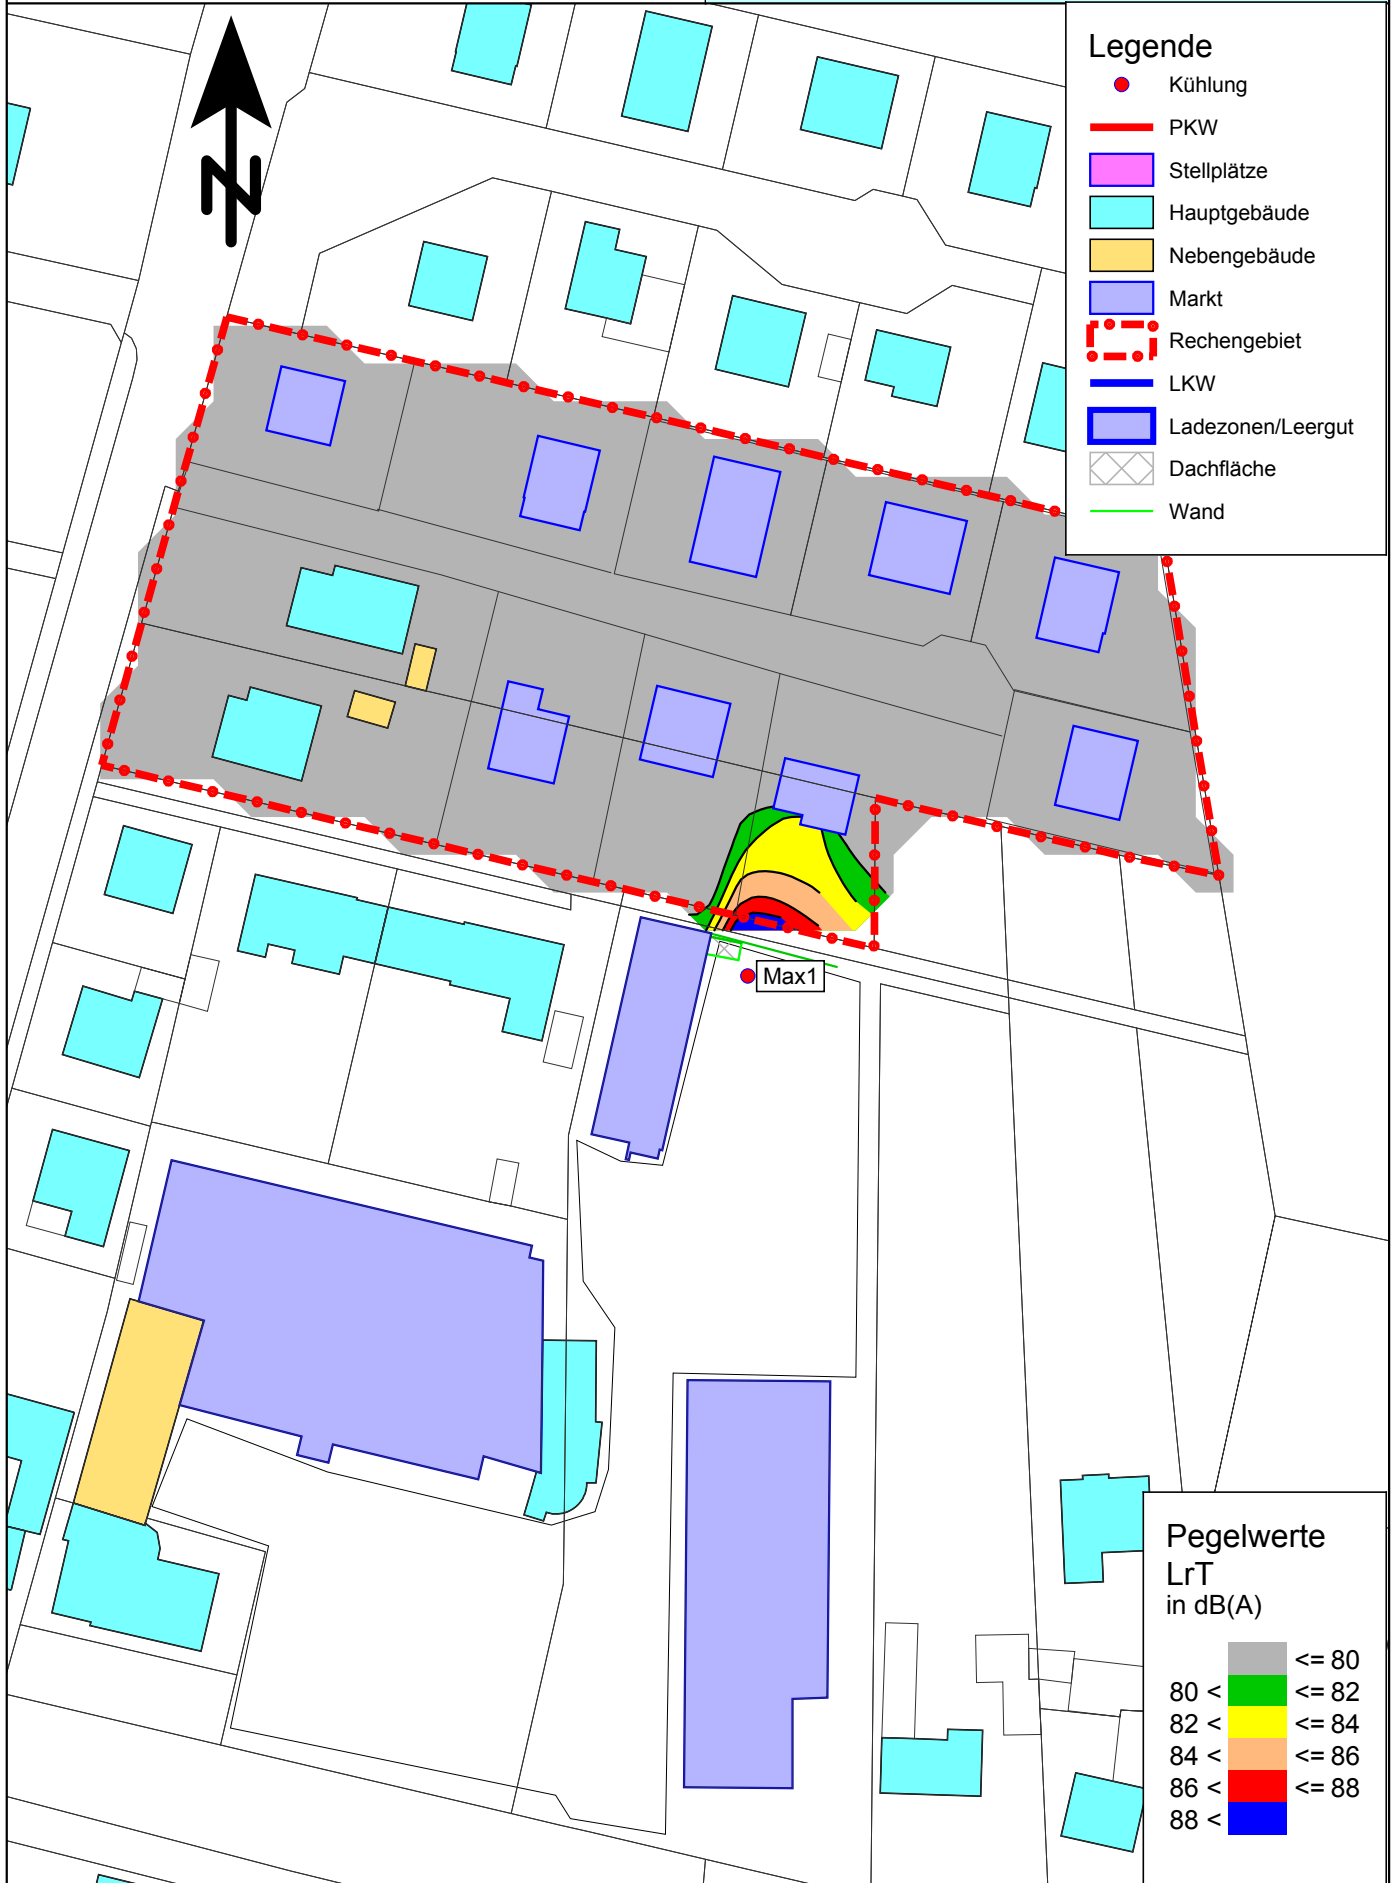 Legende
Kühlung
PKW
Stellplätze
Hauptgebäude
Nebengebäude
Markt
Rechengebiet
LKW
Ladezonen/Leergut
Dachfläche
Wand
N
Max1
Pegelwerte
LrT
in dB(A)
<= 80
80 < <= 82
82 < <= 84
84 < <= 86
86 < <= 88
88 <